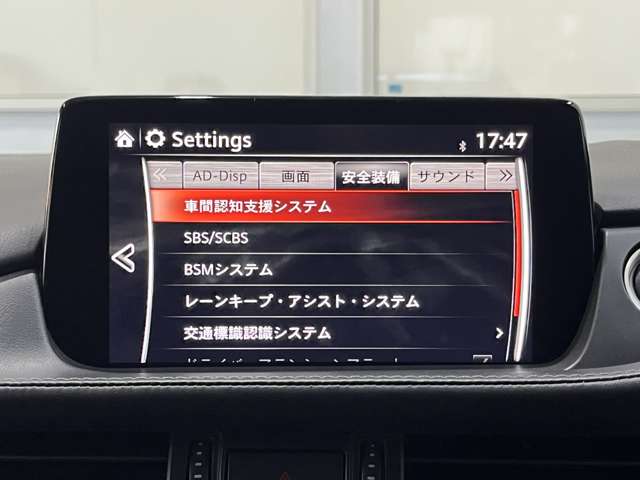 Settings 17:47
AD-Disp 画面 安全装備 サウンド
車間認知支援システム
SBS/SCBS
BSMシステム
レーンキープ・アシスト・システム
交通標識認識システム